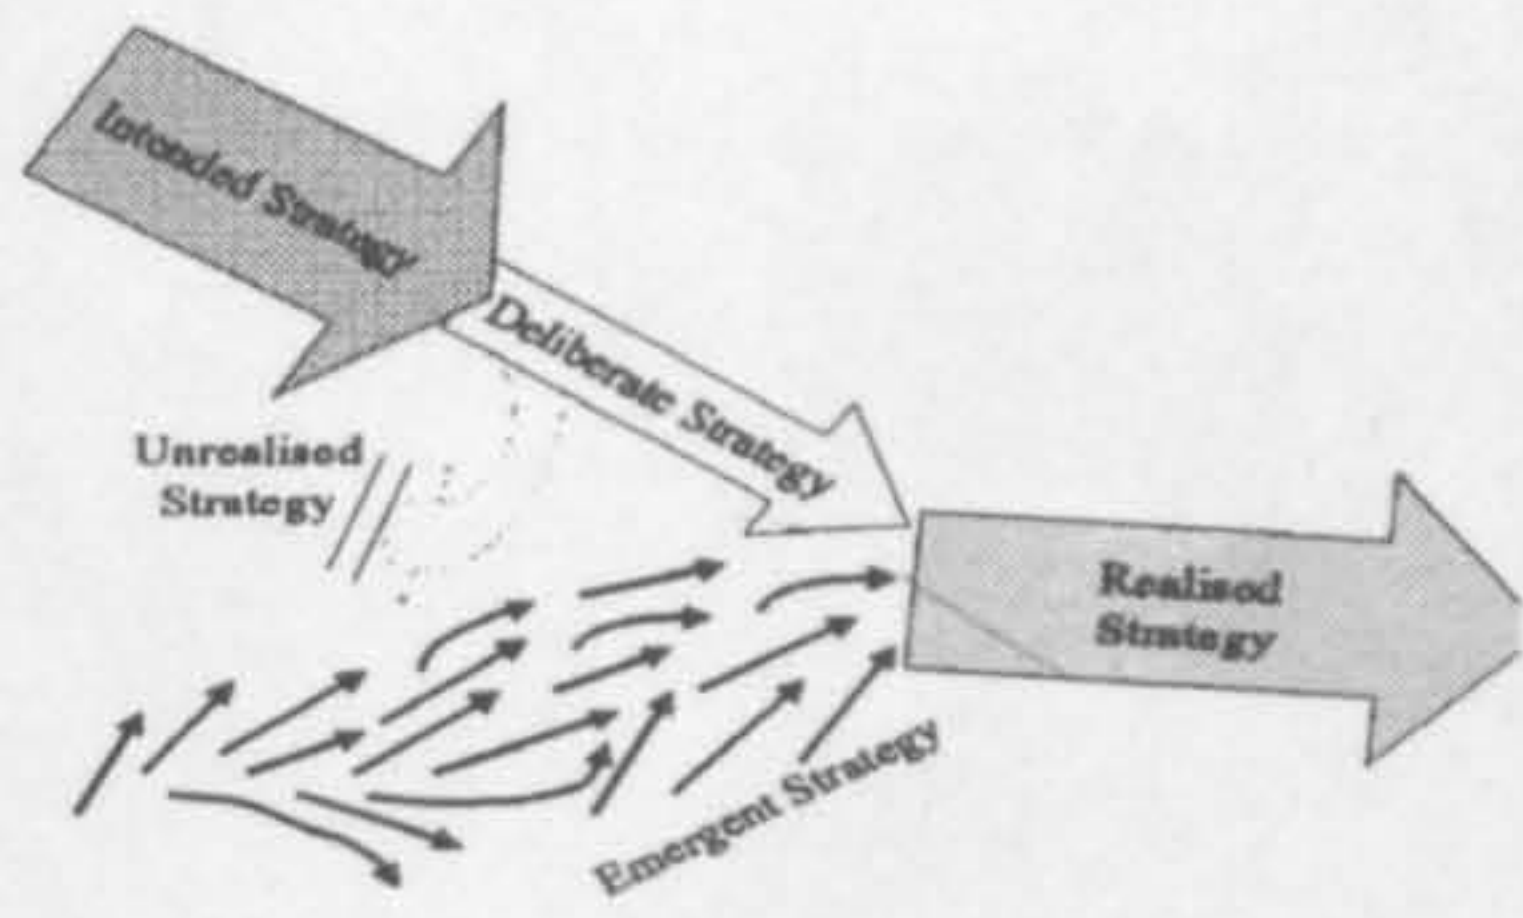 Intended Strategy
Deliberate Strategy
Unrealised
Strategy
Realised
Strategy
Emergent Strategy